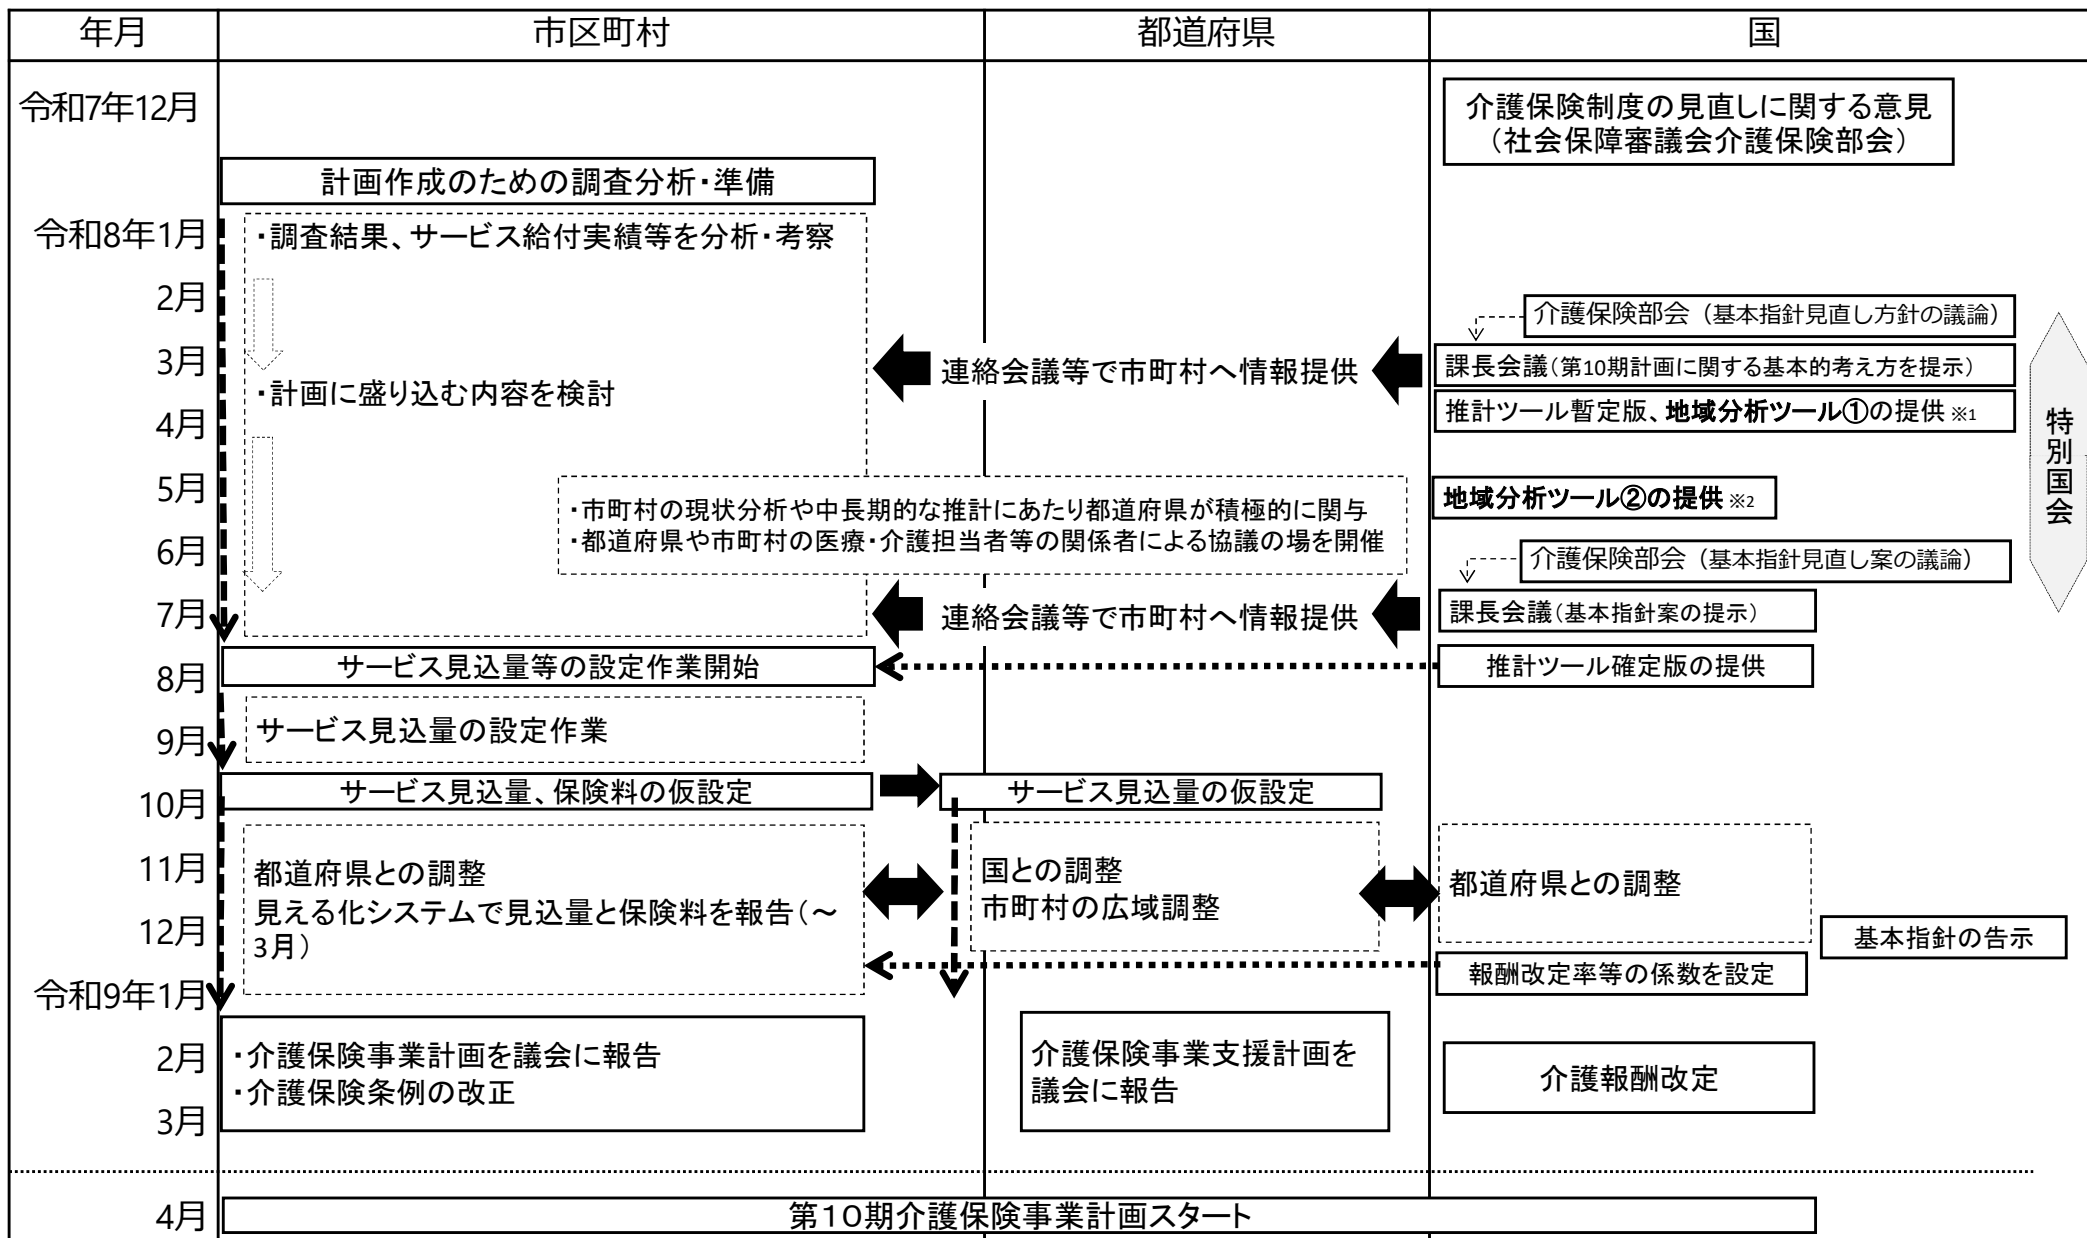 年月
市区町村
都道府県
国
令和7年12月
介護保険制度の見直しに関する意見
（社会保障審議会介護保険部会）
計画作成のための調査分析・準備
令和8年1月
・調査結果、サービス給付実績等を分析・考察
2月
介護保険部会（基本指針見直し方針の議論）
3月
連絡会議等で市町村へ情報提供
課長会議（第10期計画に関する基本的考え方を提示）
・計画に盛り込む内容を検討
4月
推計ツール暫定版、地域分析ツール①の提供 ※1
特別国会
5月
・市町村の現状分析や中長期的な推計にあたり都道府県が積極的に関与
・都道府県や市町村の医療・介護担当者等の関係者による協議の場を開催
地域分析ツール②の提供 ※2
6月
介護保険部会（基本指針見直し案の議論）
7月
連絡会議等で市町村へ情報提供
課長会議（基本指針案の提示）
サービス見込量等の設定作業開始
推計ツール確定版の提供
8月
サービス見込量の設定作業
9月
サービス見込量、保険料の仮設定
サービス見込量の仮設定
10月
11月
都道府県との調整
見える化システムで見込量と保険料を報告（～
3月）
国との調整
市町村の広域調整
都道府県との調整
12月
基本指針の告示
報酬改定率等の係数を設定
令和9年1月
2月
・介護保険事業計画を議会に報告
・介護保険条例の改正
介護保険事業支援計画を
議会に報告
介護報酬改定
3月
4月
第１０期介護保険事業計画スタート